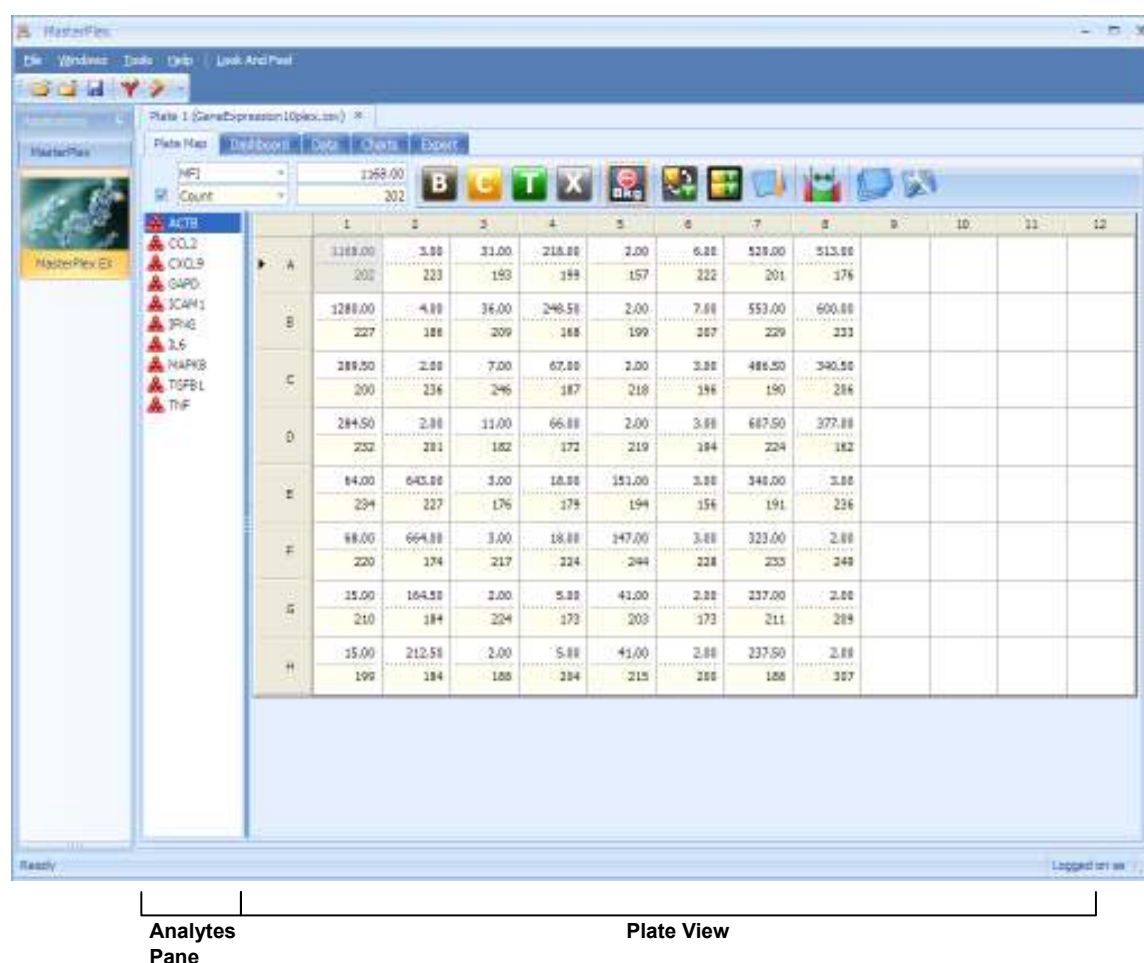 MasterPlex
File Windows Tools Help Look And Feel
Plate 1 (GeneExpression10plex.csv) ×
MasterPlex
Plate Map Dashboard Data Charts Export
MFI 1168.00
Count 202
B C T X Bkg
MasterPlex EX
ACTB
CCL2
CXCL9
GAPD
ICAM1
IFNG
IL6
MAPK8
TGFB1
TNF
1 2 3 4 5 6 7 8 9 10 11 12
A 1168.00 3.00 31.00 218.00 2.00 6.00 529.00 513.00
202 223 193 199 157 222 201 176
B 1280.00 4.00 36.00 248.50 2.00 7.00 553.00 600.00
227 186 209 168 199 207 229 233
C 289.50 2.00 7.00 67.00 2.00 3.00 486.50 340.50
200 236 246 187 218 196 190 206
D 284.50 2.00 11.00 66.00 2.00 3.00 607.50 377.00
232 201 182 172 219 184 224 182
E 64.00 643.00 3.00 18.00 151.00 3.00 340.00 3.00
234 227 176 179 194 156 191 236
F 68.00 664.00 3.00 18.00 147.00 3.00 323.00 2.00
220 174 217 224 244 228 233 248
G 15.00 164.50 2.00 5.00 41.00 2.00 237.00 2.00
210 184 224 173 203 173 211 209
H 15.00 212.50 2.00 5.00 41.00 2.00 237.50 2.00
199 184 188 204 215 200 188 307
Ready
Logged on as
Analytes
Pane
Plate View